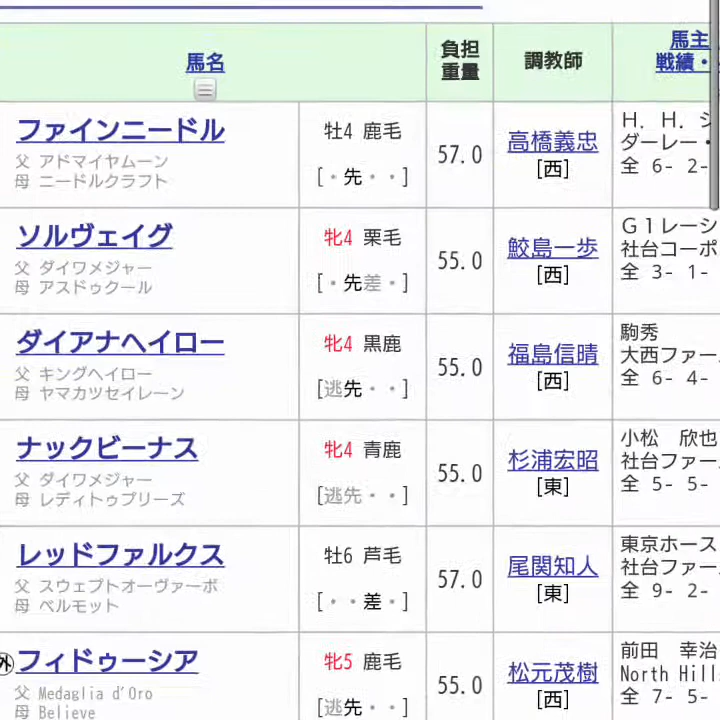 馬名
負担
重量
調教師
馬主
戦績・
ファインニードル
父 アドマイヤムーン
母 ニードルクラフト
牡4 鹿毛
[・先・・]
57.0
高橋義忠
[西]
H. H. シ
ダーレー・
全 6- 2-
ソルヴェイグ
父 ダイワメジャー
母 アスドゥクール
牝4 栗毛
[・先差・]
55.0
鮫島一歩
[西]
G1レーシ
社台コーポ
全 3- 1-
ダイアナヘイロー
父 キングヘイロー
母 ヤマカツセイレーン
牝4 黒鹿
[逃先・・]
55.0
福島信晴
[西]
駒秀
大西ファー
全 6- 4-
ナックビーナス
父 ダイワメジャー
母 レディトゥプリーズ
牝4 青鹿
[逃先・・]
55.0
杉浦宏昭
[東]
小松 欣也
社台ファー
全 5- 5-
レッドファルクス
父 スウェプトオーヴァーボ
母 ベルモット
牡6 芦毛
[・・差・]
57.0
尾関知人
[東]
東京ホース
社台ファー
全 9- 2-
外 フィドゥーシア
父 Medaglia d'Oro
母 Believe
牝5 鹿毛
[逃先・・]
55.0
松元茂樹
[西]
前田 幸治
North Hill
全 7- 5-